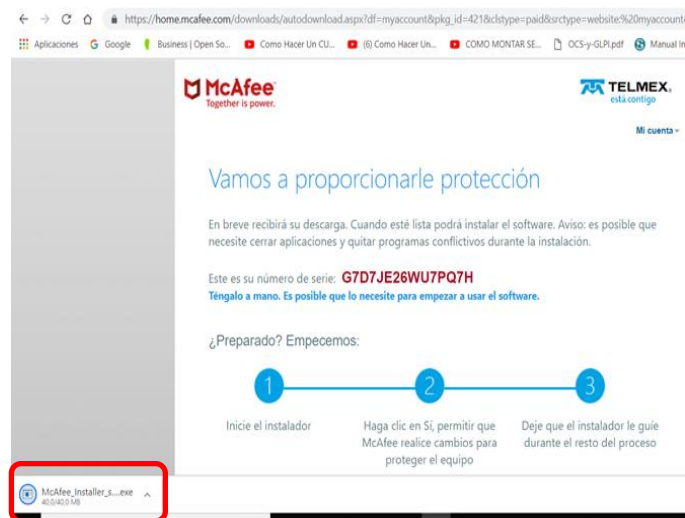 https://home.mcafee.com/downloads/autodownload.aspx?df=myaccount&pkg_id=421&clstype=paid&srctype=website:%20myaccount&
Aplicaciones Google Business | Open So... Como Hacer Un CU... (6) Como Hacer Un... COMO MONTAR SE... OCS-y-GLPI.pdf Manual In
McAfee
Together is power.
TELMEX.
está contigo
Mi cuenta
Vamos a proporcionarle protección
En breve recibirá su descarga. Cuando esté lista podrá instalar el software. Aviso: es posible que
necesite cerrar aplicaciones y quitar programas conflictivos durante la instalación.
Este es su número de serie: G7D7JE26WU7PQ7H
Téngalo a mano. Es posible que lo necesite para empezar a usar el software.
¿Preparado? Empecemos:
1 2 3
Inicie el instalador
Haga clic en Sí, permitir que
McAfee realice cambios para
proteger el equipo
Deje que el instalador le guíe
durante el resto del proceso
McAfee_Installer_s....exe
40.0/40.0 MB